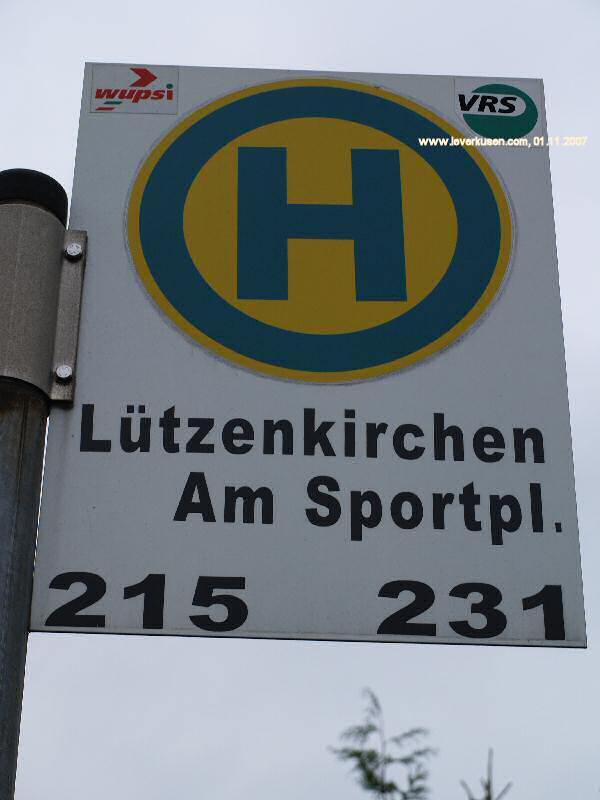 wupsi
VRS
www.leverkusen.com, 01.11.2007
H
Lützenkirchen
Am Sportpl.
215 231